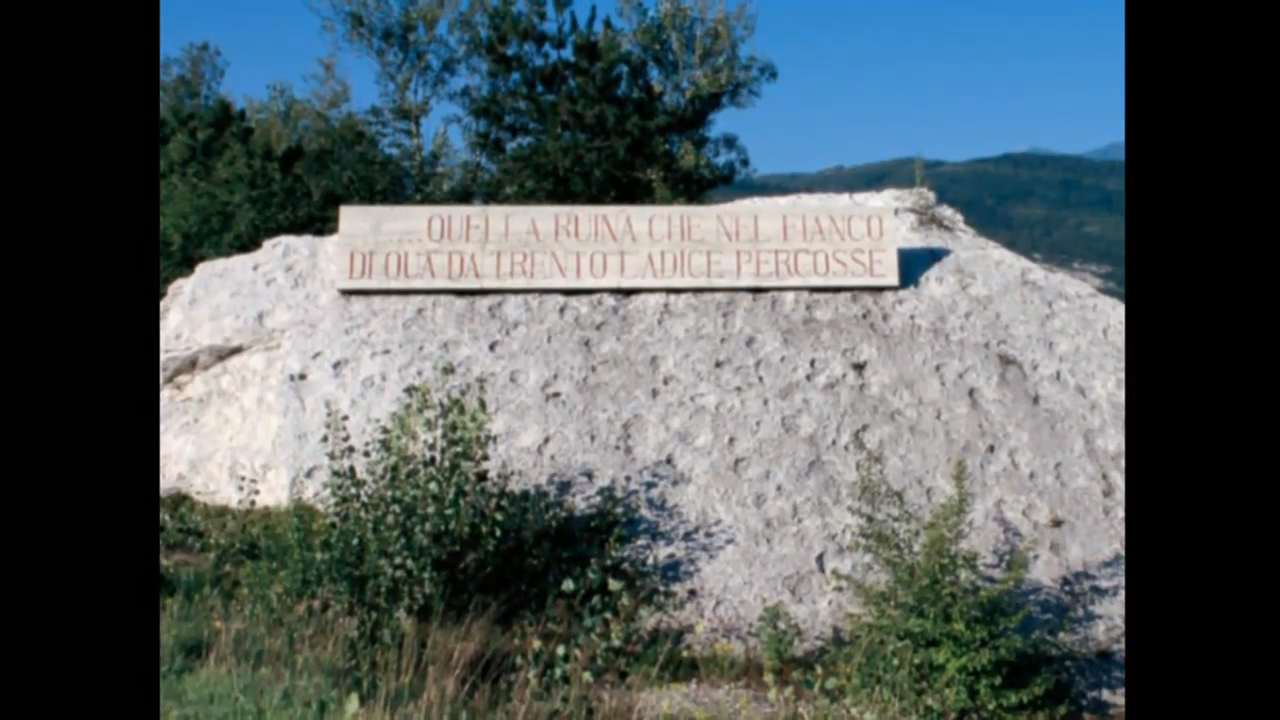 ...QUELLA RUINA CHE NEL FIANCO
DI QUA DA TRENTO L'ADICE PERCOSSE